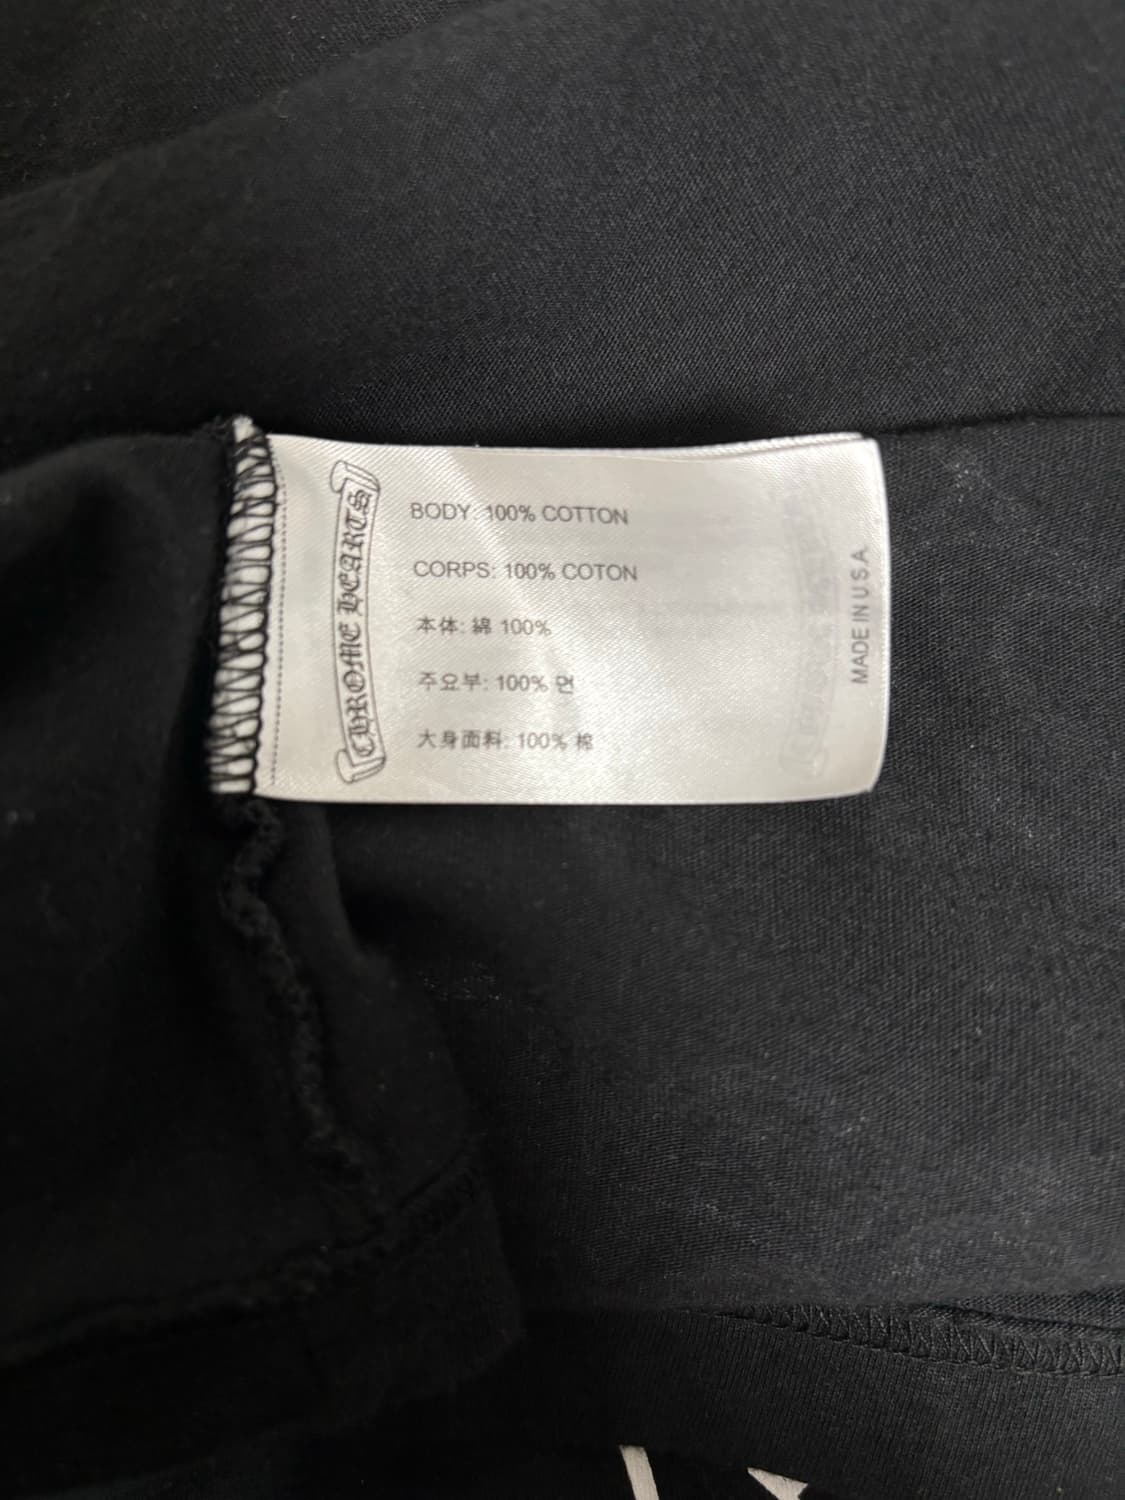 CHROME HEARTS
BODY: 100% COTTON
CORPS: 100% COTON
本体: 綿 100%
주요부: 100% 먼
大身面料: 100% 棉
MADE IN U.S.A.